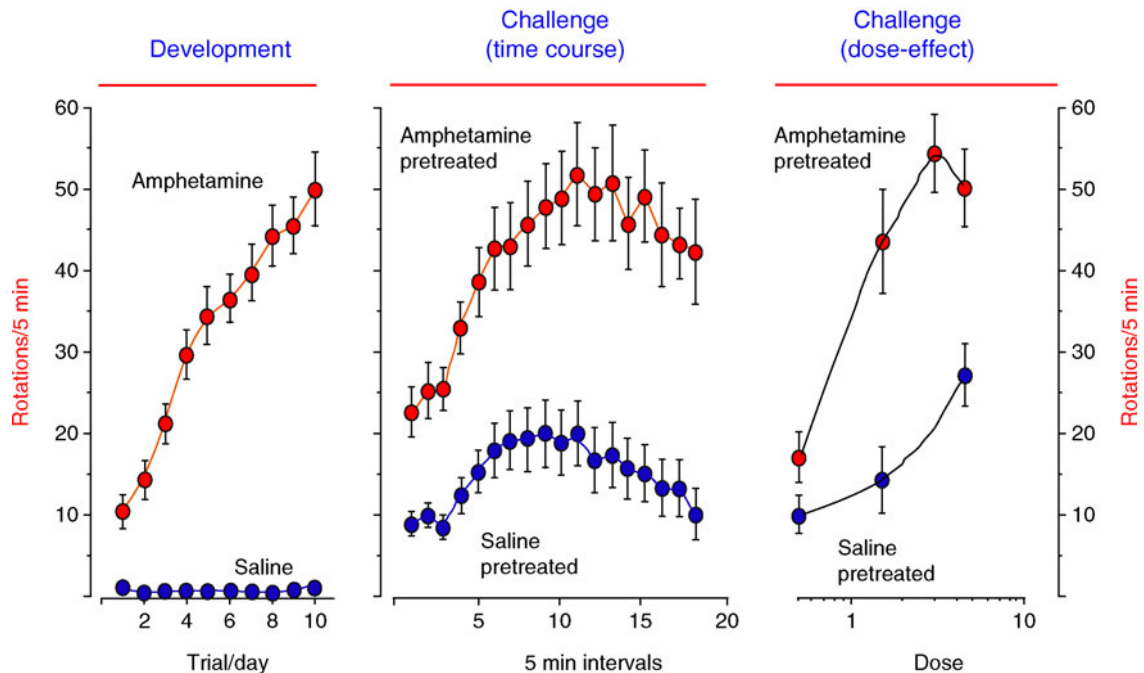 Development
Challenge
(time course)
Challenge
(dose-effect)
60
50
40
30
20
10
Rotations/5 min
Amphetamine
Saline
2
4
6
8
10
Trial/day
Amphetamine
pretreated
Saline
pretreated
5
10
15
20
5 min intervals
Amphetamine
pretreated
Saline
pretreated
1
10
Dose
60
50
40
30
20
10
Rotations/5 min